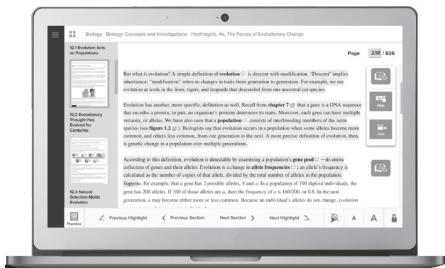 Biology - Biology: Concepts and Investigations - Hoefnagels, 4e, The Forces of Evolutionary Change
12.1 Evolution Acts
on Populations
12.2 Evolutionary
Thought Has
Evolved for
Centuries
12.3 Natural
Selection Molds
Evolution
Page 238 / 826
But what is evolution? A simple definition of evolution is descent with modification. "Descent" implies
inheritance; "modification" refers to changes in traits from generation to generation. For example, we see
evolution at work in the lions, tigers, and leopards that descended from one ancestral cat species.
Evolution has another, more specific, definition as well. Recall from chapter 7 that a gene is a DNA sequence
that encodes a protein; in part, an organism's proteins determine its traits. Moreover, each gene can have multiple
versions, or alleles. We have also seen that a population consists of interbreeding members of the same
species (see figure 1.2). Biologists say that evolution occurs in a population when some alleles become more
common, and others less common, from one generation to the next. A more precise definition of evolution, then,
is genetic change in a population over multiple generations.
According to this definition, evolution is detectable by examining a population's gene pool —its entire
collection of genes and their alleles. Evolution is a change in allele frequencies; an allele's frequency is
calculated as the number of copies of that allele, divided by the total number of alleles in the population.
Suppose, for example, that a gene has 2 possible alleles, A and a. In a population of 100 diploid individuals, the
gene has 200 alleles. If 160 of those alleles are a, then the frequency of a is 160/200, or 0.8. In the next
generation, a may become either more or less common. Because an individual's alleles do not change, evolution
Practice
Previous Highlight
Previous Section
Next Section
Next Highlight
A
A